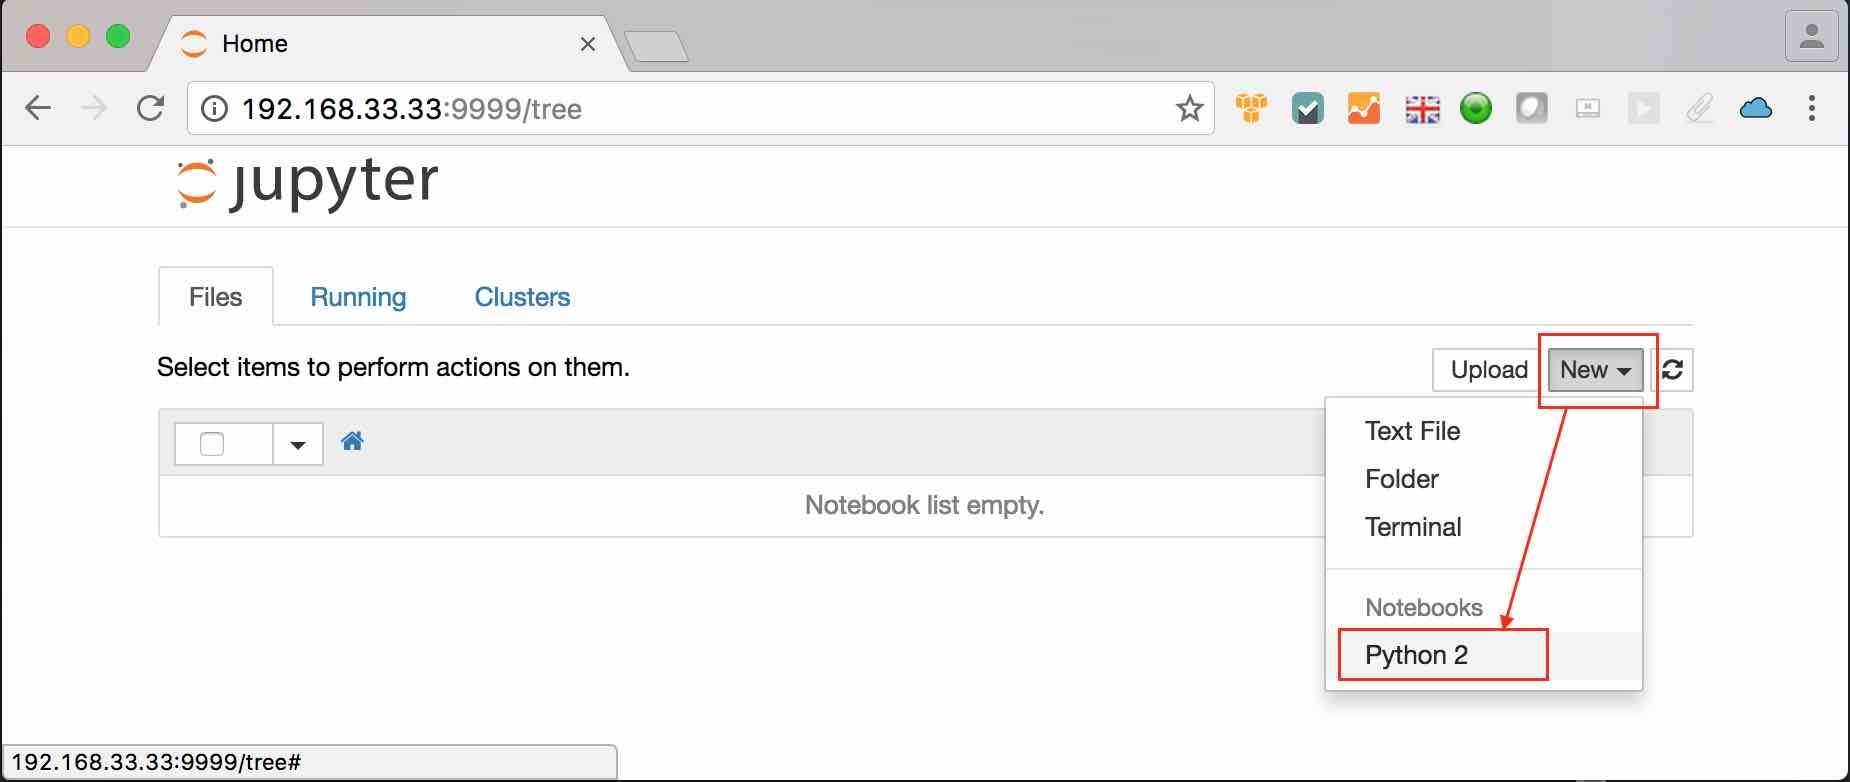 Home
192.168.33.33:9999/tree
jupyter
Files Running Clusters
Select items to perform actions on them.
Upload New
Text File
Folder
Terminal
Notebook list empty.
Notebooks
Python 2
192.168.33.33:9999/tree#